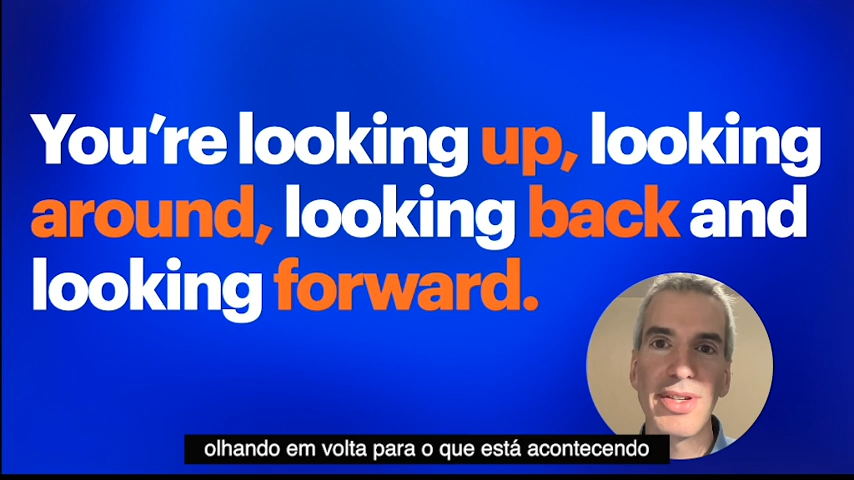 You’re looking up, looking
around, looking back and
looking forward.
olhando em volta para o que está acontecendo